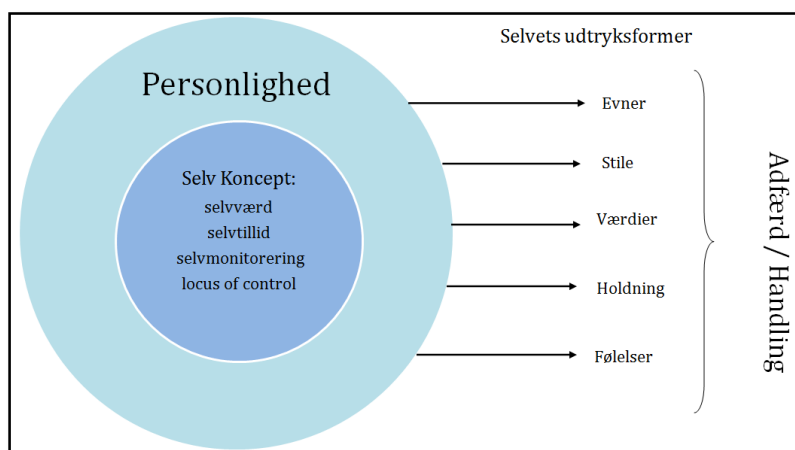 Selvets udtryksformer
Personlighed
Selv Koncept:
selvværd
selvtillid
selvmonitorering
locus of control
Evner
Stile
Værdier
Holdning
Følelser
Adfærd / Handling